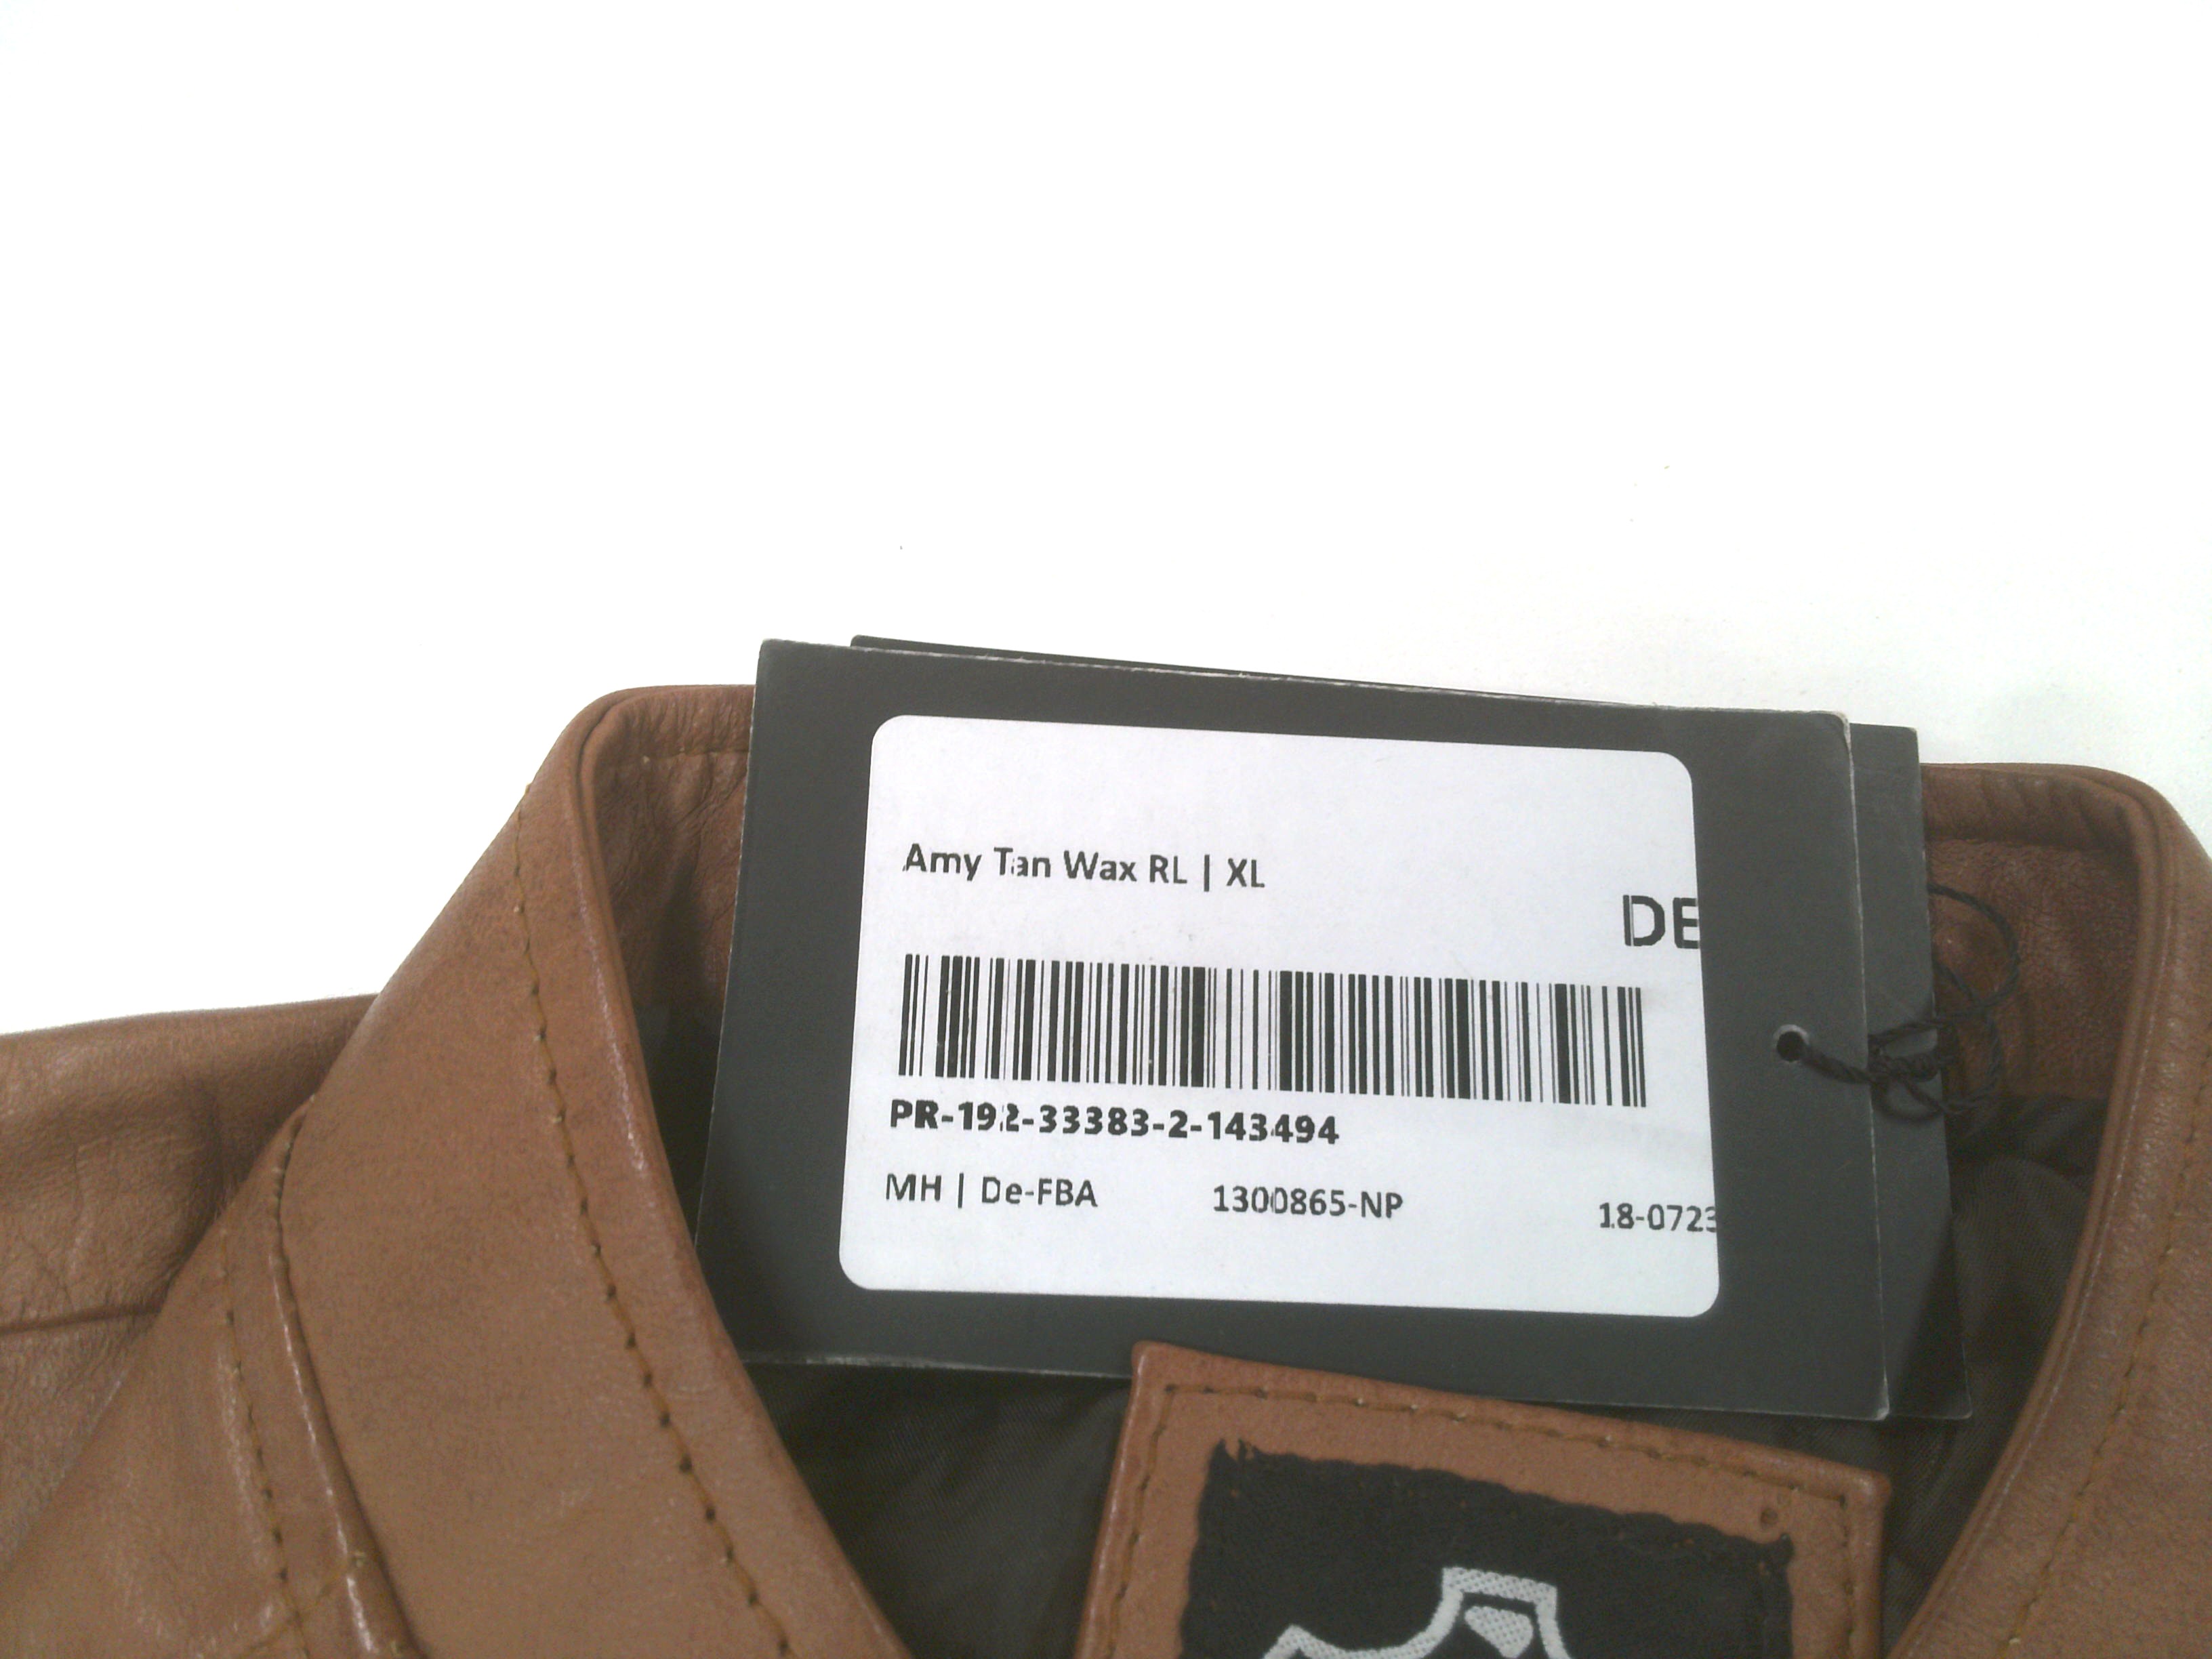 Amy Tan Wax RL | XL
DE
PR-192-33383-2-143494
MH | De-FBA 1300865-NP 18-0723